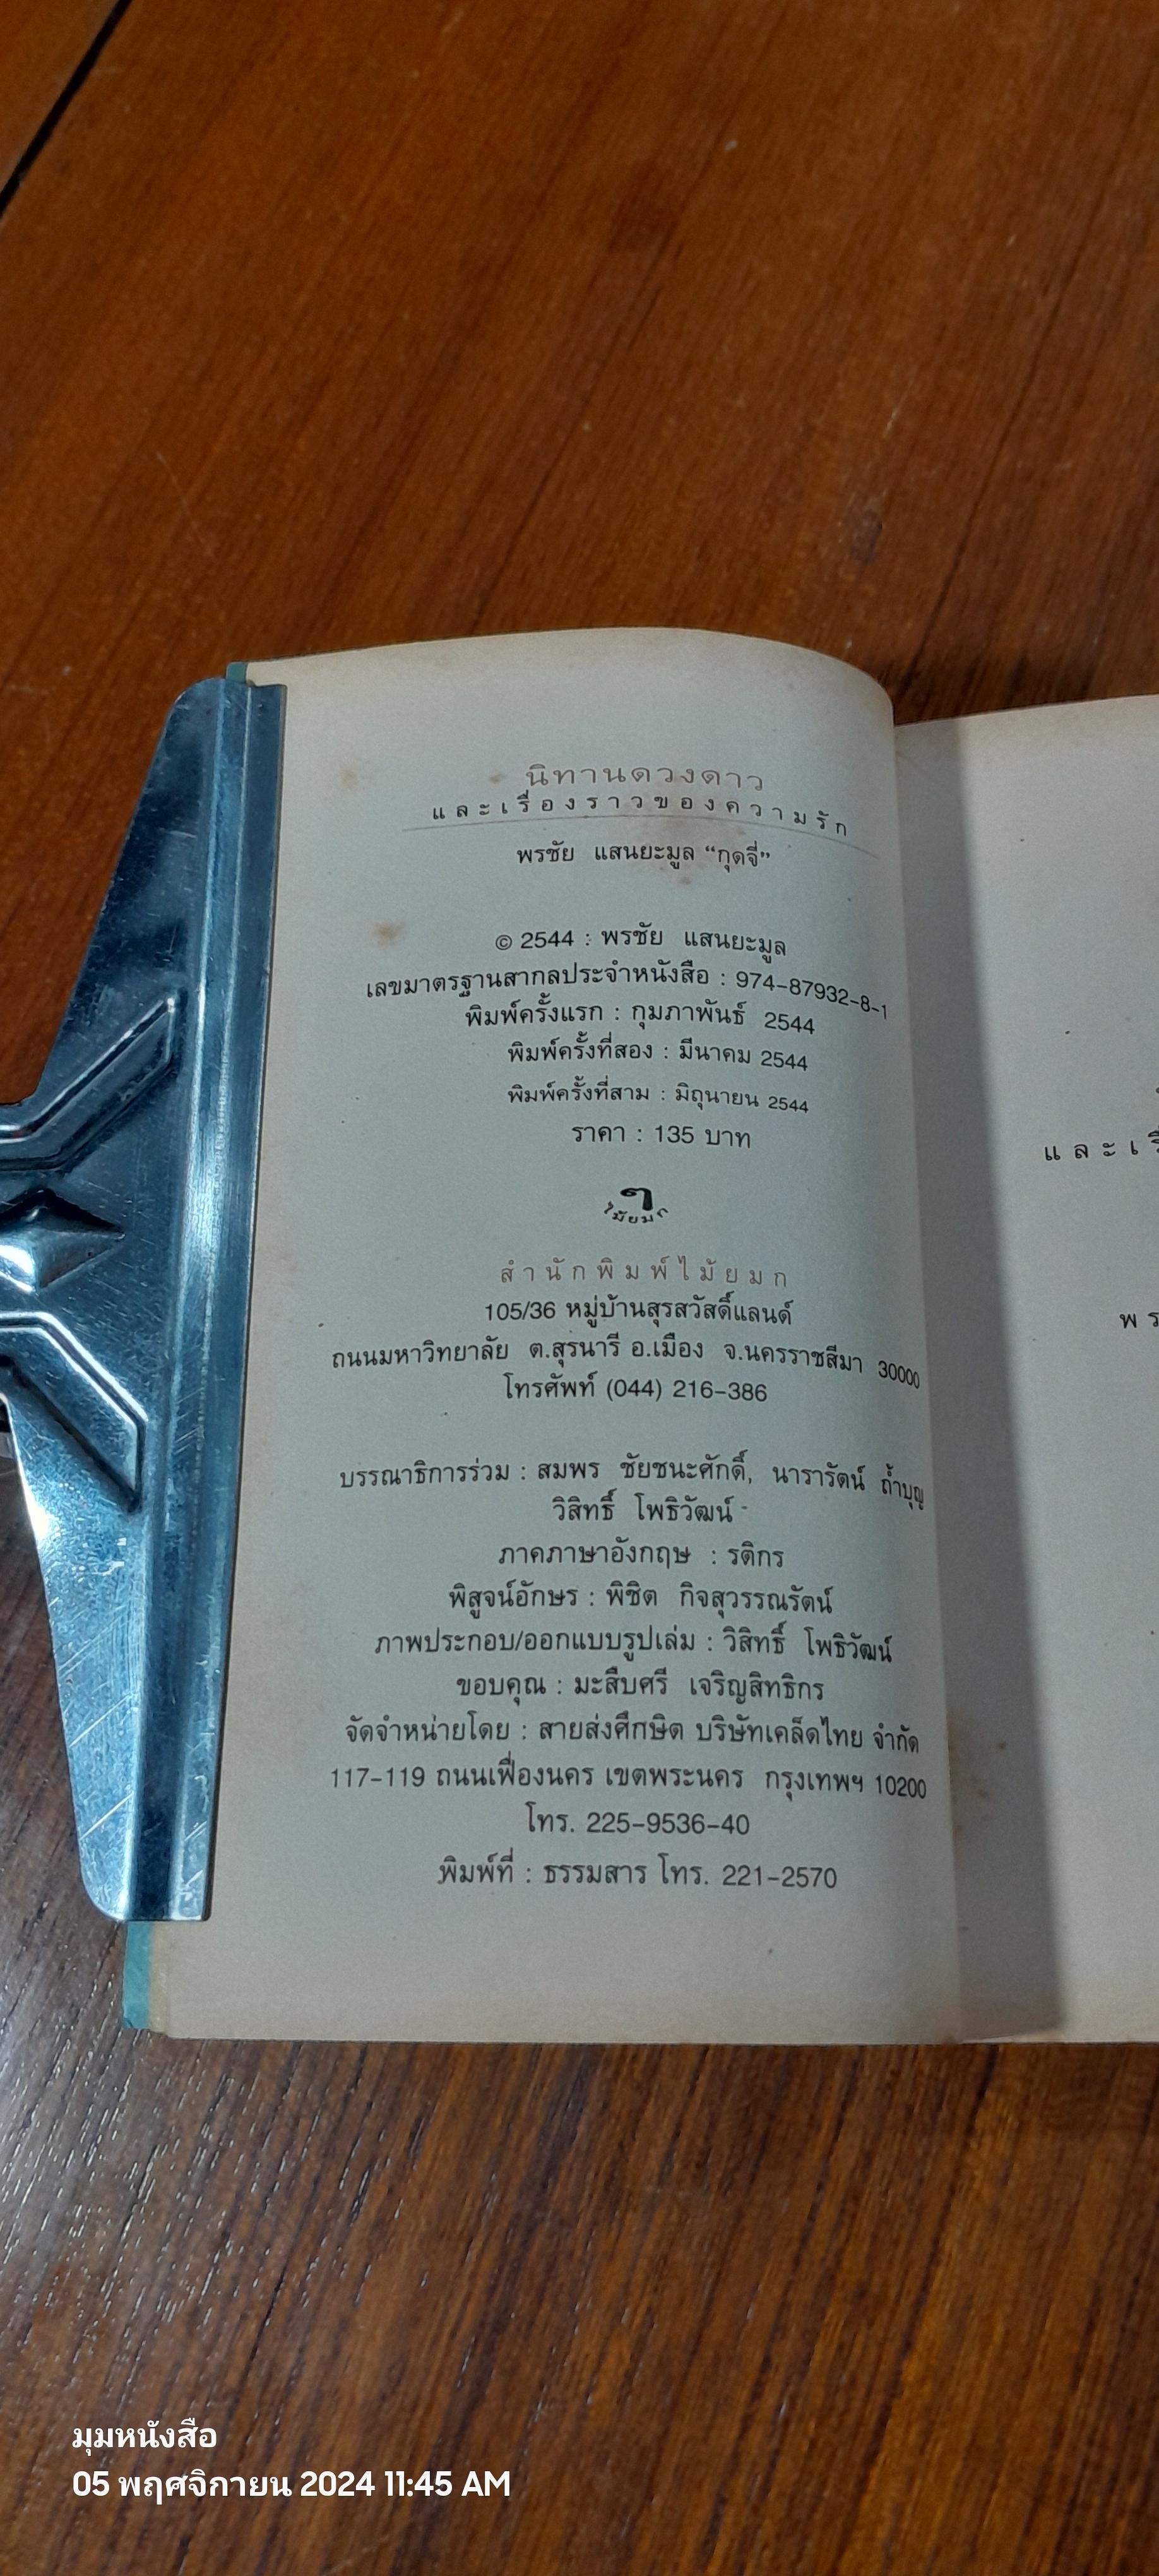 นิทานดวงดาว
และเรื่องราวของความรัก
พรชัย แสนยะมูล “กุดจี่”
© 2544 : พรชัย แสนยะมูล
เลขมาตรฐานสากลประจำหนังสือ : 974-87932-8-1
พิมพ์ครั้งแรก : กุมภาพันธ์ 2544
พิมพ์ครั้งที่สอง : มีนาคม 2544
พิมพ์ครั้งที่สาม : มิถุนายน 2544
ราคา : 135 บาท
ๆ
ไม้ยมก
สำนักพิมพ์ไม้ยมก
105/36 หมู่บ้านสุรสวัสดิ์แลนด์
ถนนมหาวิทยาลัย ต.สุรนารี อ.เมือง จ.นครราชสีมา 30000
โทรศัพท์ (044) 216-386
บรรณาธิการร่วม : สมพร ชัยชนะศักดิ์, นารารัตน์ ถ้ำบุญ
วิสิทธิ์ โพธิวัฒน์
ภาคภาษาอังกฤษ : รติกร
พิสูจน์อักษร : พิชิต กิจสุวรรณรัตน์
ภาพประกอบ/ออกแบบรูปเล่ม : วิสิทธิ์ โพธิวัฒน์
ขอบคุณ : มะสืบศรี เจริญสิทธิกร
จัดจำหน่ายโดย : สายส่งศึกษิต บริษัทเคล็ดไทย จำกัด
117-119 ถนนเฟื่องนคร เขตพระนคร กรุงเทพฯ 10200
โทร. 225-9536-40
พิมพ์ที่ : ธรรมสาร โทร. 221-2570
และเรื
พร
มุมหนังสือ
05 พฤศจิกายน 2024 11:45 AM